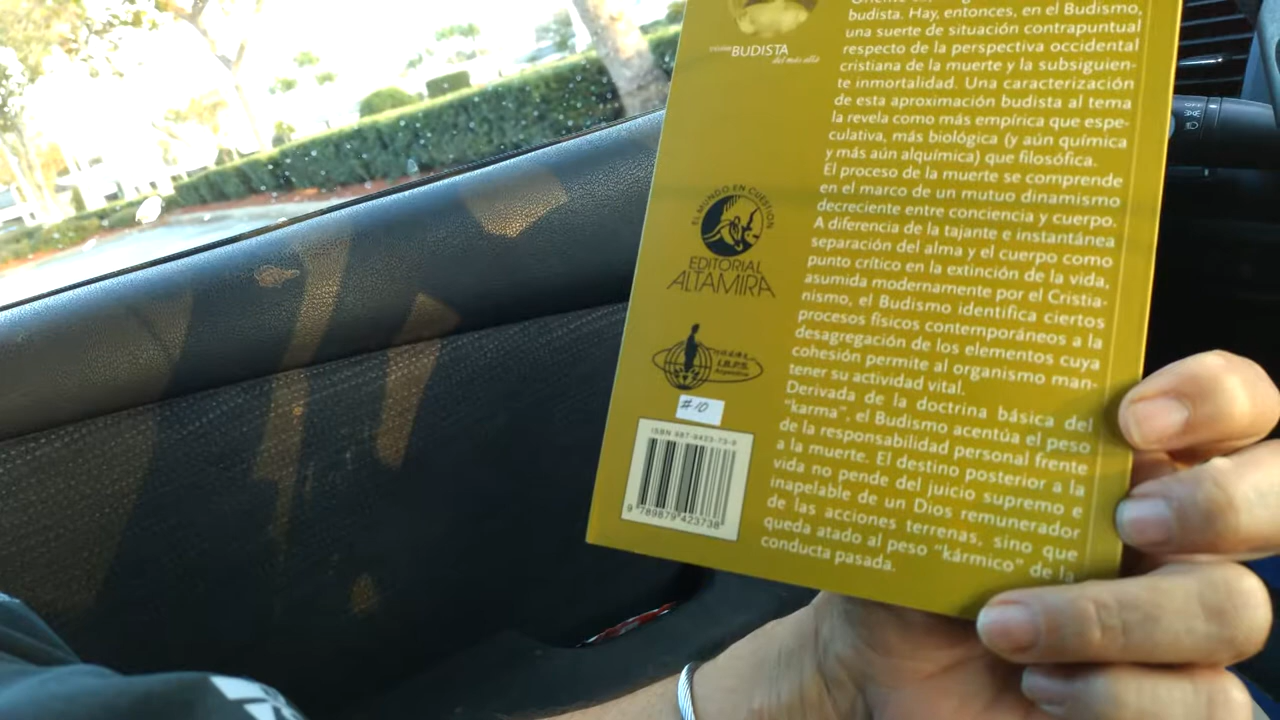 BUDISTA
del más allá
EL MUNDO EN CUESTION
EDITORIAL
ALTAMIRA
I.B.P.S.
Argentina
#10
ISBN 987-9423-73-9
9 789879 423738
budista. Hay, entonces, en el Budismo,
una suerte de situación contrapuntual
respecto de la perspectiva occidental
cristiana de la muerte y la subsiguien-
te inmortalidad. Una caracterización
de esta aproximación budista al tema
la revela como más empírica que espe-
culativa, más biológica (y aún química
y más aún alquímica) que filosófica.
El proceso de la muerte se comprende
en el marco de un mutuo dinamismo
decreciente entre conciencia y cuerpo.
A diferencia de la tajante e instantánea
separación del alma y el cuerpo como
punto crítico en la extinción de la vida,
asumida modernamente por el Cristia-
nismo, el Budismo identifica ciertos
procesos físicos contemporáneos a la
desagregación de los elementos cuya
cohesión permite al organismo man-
tener su actividad vital.
Derivada de la doctrina básica del
"karma", el Budismo acentúa el peso
de la responsabilidad personal frente
a la muerte. El destino posterior a la
vida no pende del juicio supremo e
inapelable de un Dios remunerador
de las acciones terrenas, sino que
queda atado al peso "kármico" de la
conducta pasada.
OFF